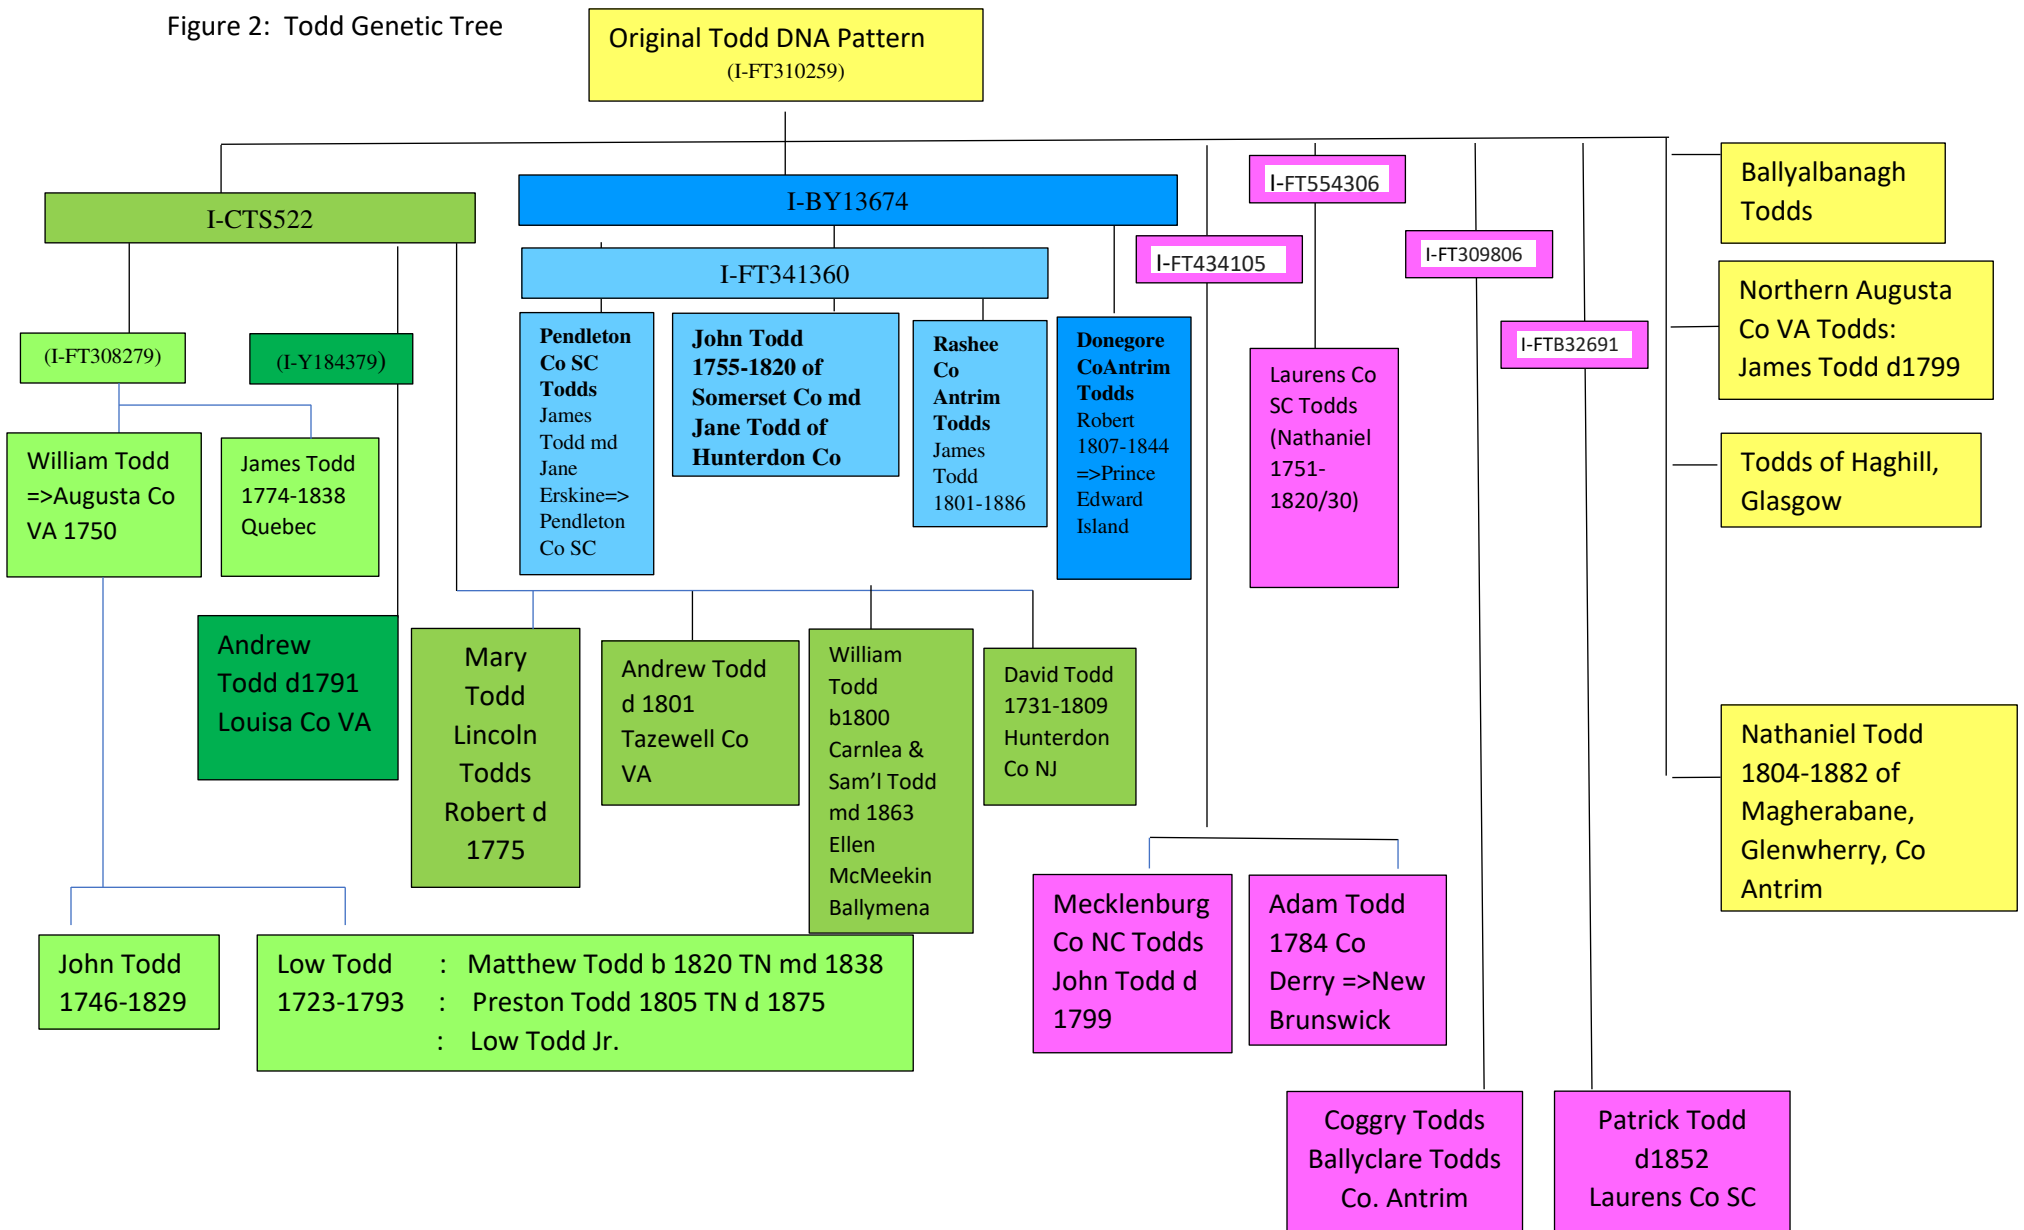 Figure 2: Todd Genetic Tree
Original Todd DNA Pattern
(I-FT310259)
I-CTS522
I-BY13674
I-FT341360
I-FT434105
I-FT554306
I-FT309806
I-FTB32691
Ballyalbanagh
Todds
Northern Augusta
Co VA Todds:
James Todd d1799
Todds of Haghill,
Glasgow
Nathaniel Todd
1804-1882 of
Magherabane,
Glenwherry, Co
Antrim
(I-FT308279)
(I-Y184379)
William Todd
=>Augusta Co
VA 1750
James Todd
1774-1838
Quebec
Pendleton
Co SC
Todds
James
Todd md
Jane
Erskine=>
Pendleton
Co SC
John Todd
1755-1820 of
Somerset Co md
Jane Todd of
Hunterdon Co
Rashee
Co
Antrim
Todds
James
Todd
1801-1886
Donegore
CoAntrim
Todds
Robert
1807-1844
=>Prince
Edward
Island
Laurens Co
SC Todds
(Nathaniel
1751-
1820/30)
Andrew
Todd d1791
Louisa Co VA
Mary
Todd
Lincoln
Todds
Robert d
1775
Andrew Todd
d 1801
Tazewell Co
VA
William
Todd
b1800
Carnlea &
Sam'l Todd
md 1863
Ellen
McMeekin
Ballymena
David Todd
1731-1809
Hunterdon
Co NJ
John Todd
1746-1829
Low Todd : Matthew Todd b 1820 TN md 1838
1723-1793 : Preston Todd 1805 TN d 1875
: Low Todd Jr.
Mecklenburg
Co NC Todds
John Todd d
1799
Adam Todd
1784 Co
Derry =>New
Brunswick
Coggry Todds
Ballyclare Todds
Co. Antrim
Patrick Todd
d1852
Laurens Co SC